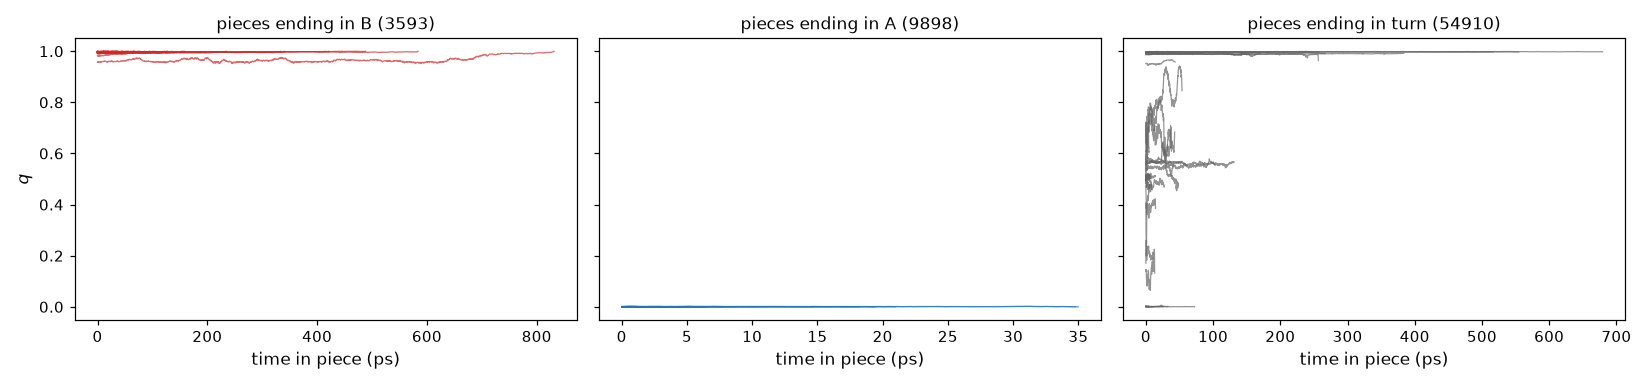 pieces ending in B (3593)
pieces ending in A (9898)
pieces ending in turn (54910)
q
1.0
0.8
0.6
0.4
0.2
0.0
0 200 400 600 800
0 5 10 15 20 25 30 35
0 100 200 300 400 500 600 700
time in piece (ps)
time in piece (ps)
time in piece (ps)